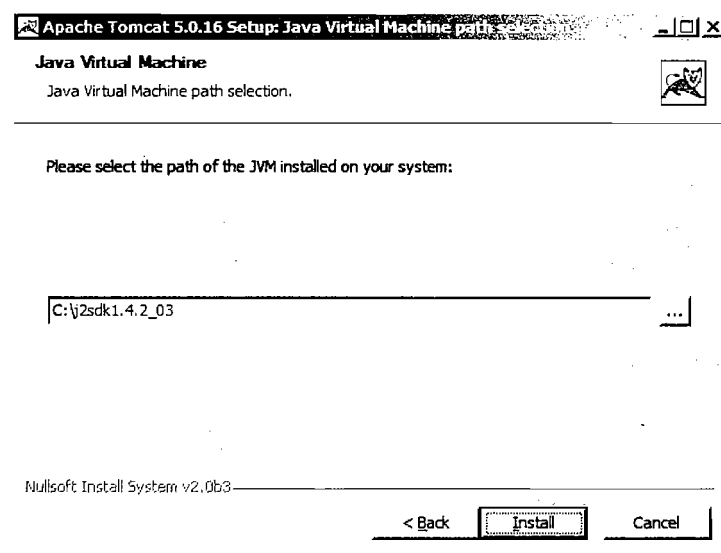 Apache Tomcat 5.0.16 Setup: Java Virtual Machine path selection
Java Virtual Machine
Java Virtual Machine path selection.
Please select the path of the JVM installed on your system:
C:\j2sdk1.4.2_03
...
Nullsoft Install System v2.0b3
< Back
Install
Cancel